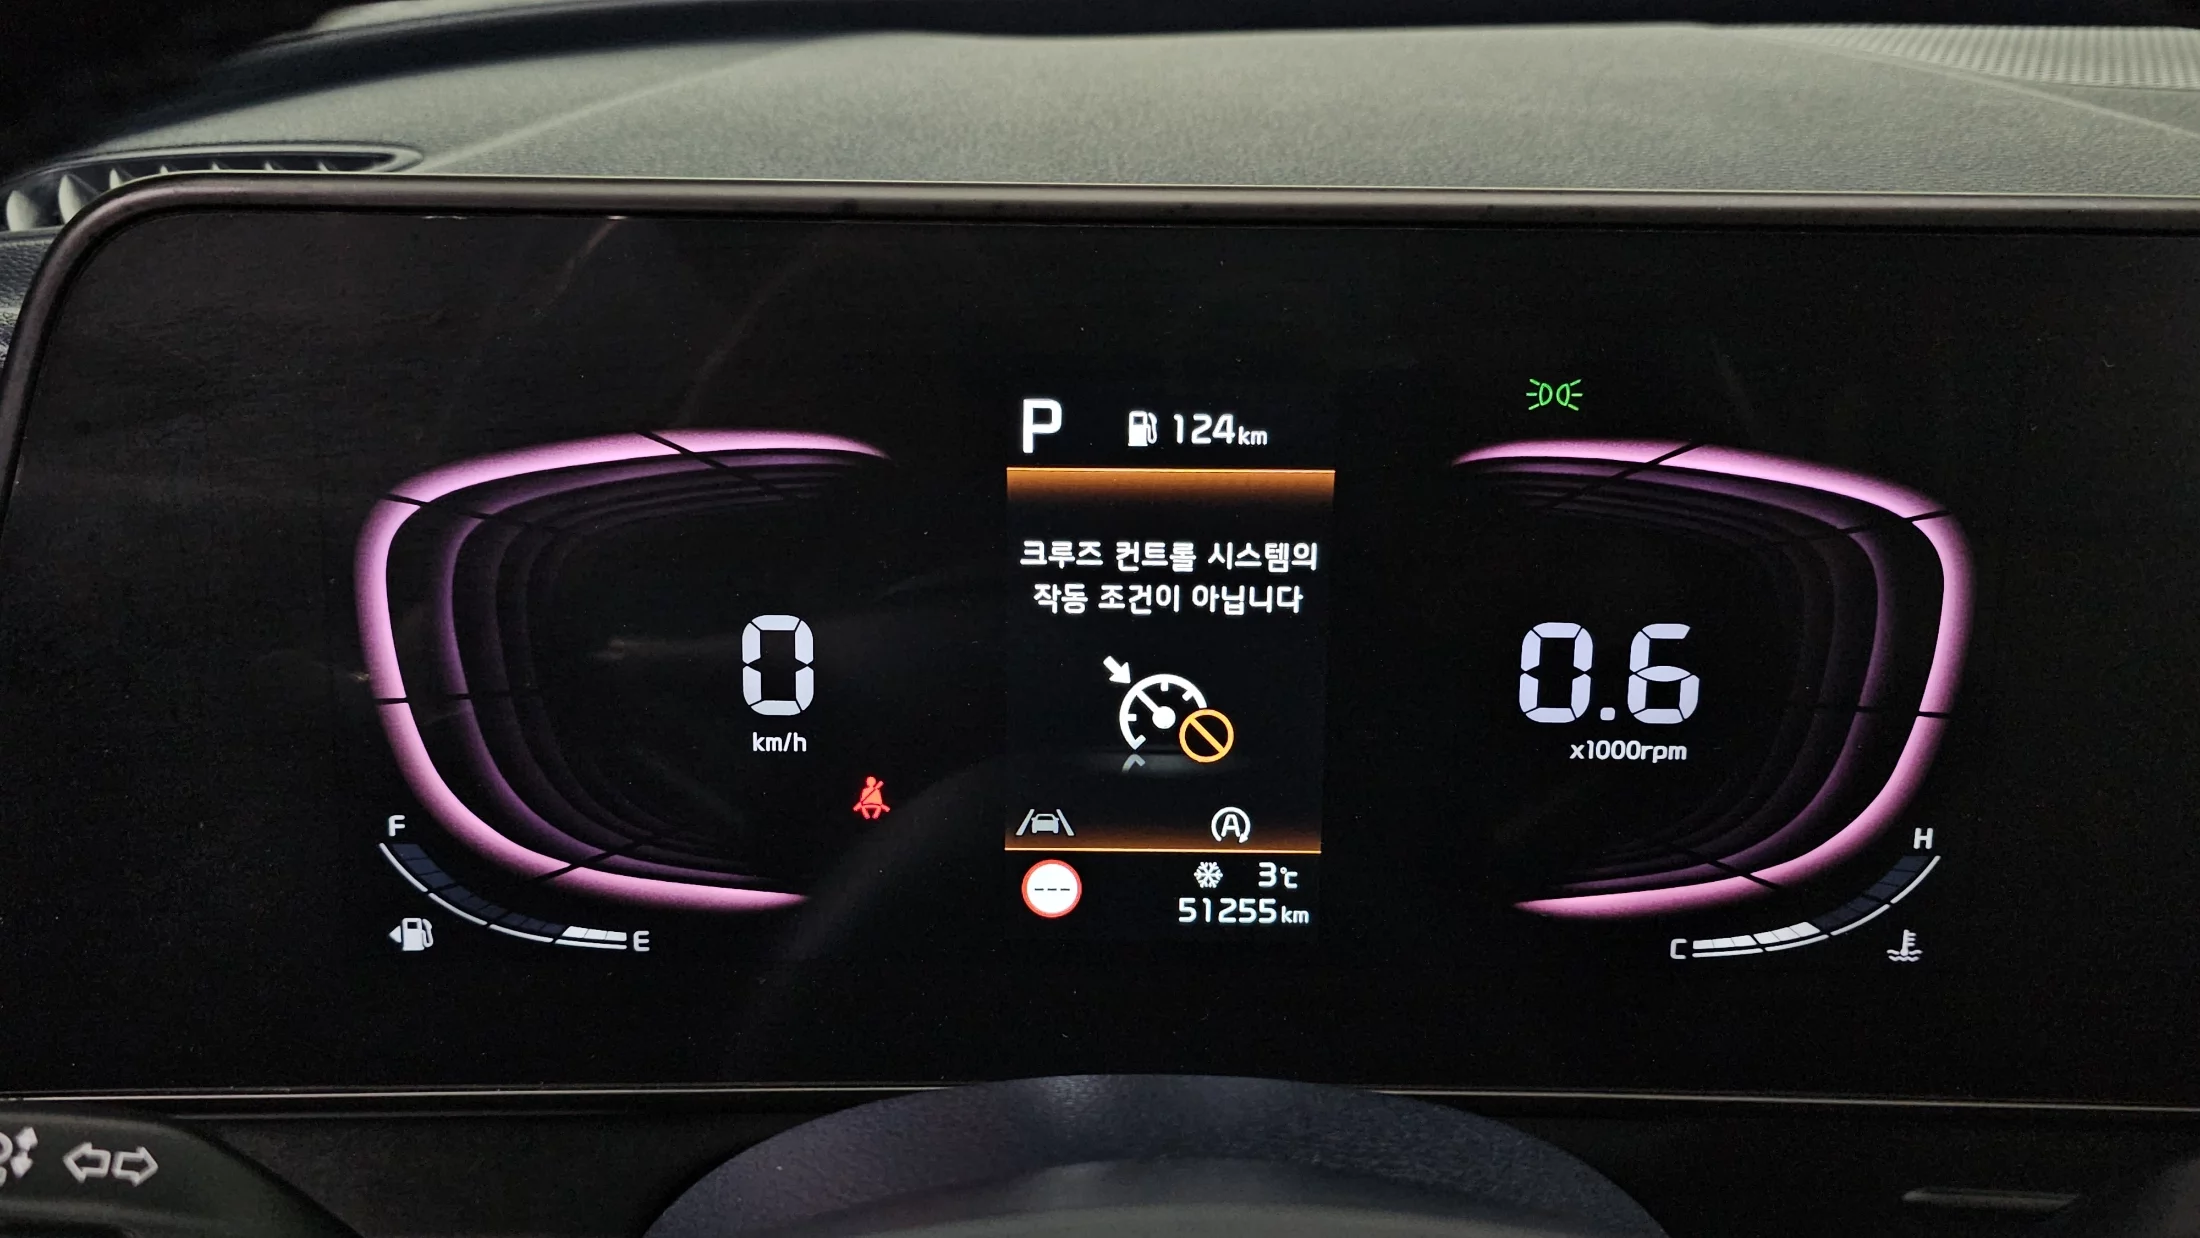 P 124km
크루즈 컨트롤 시스템의
작동 조건이 아닙니다
0
km/h
0.6
x1000rpm
F
E
A
---
3℃
51255km
H
C